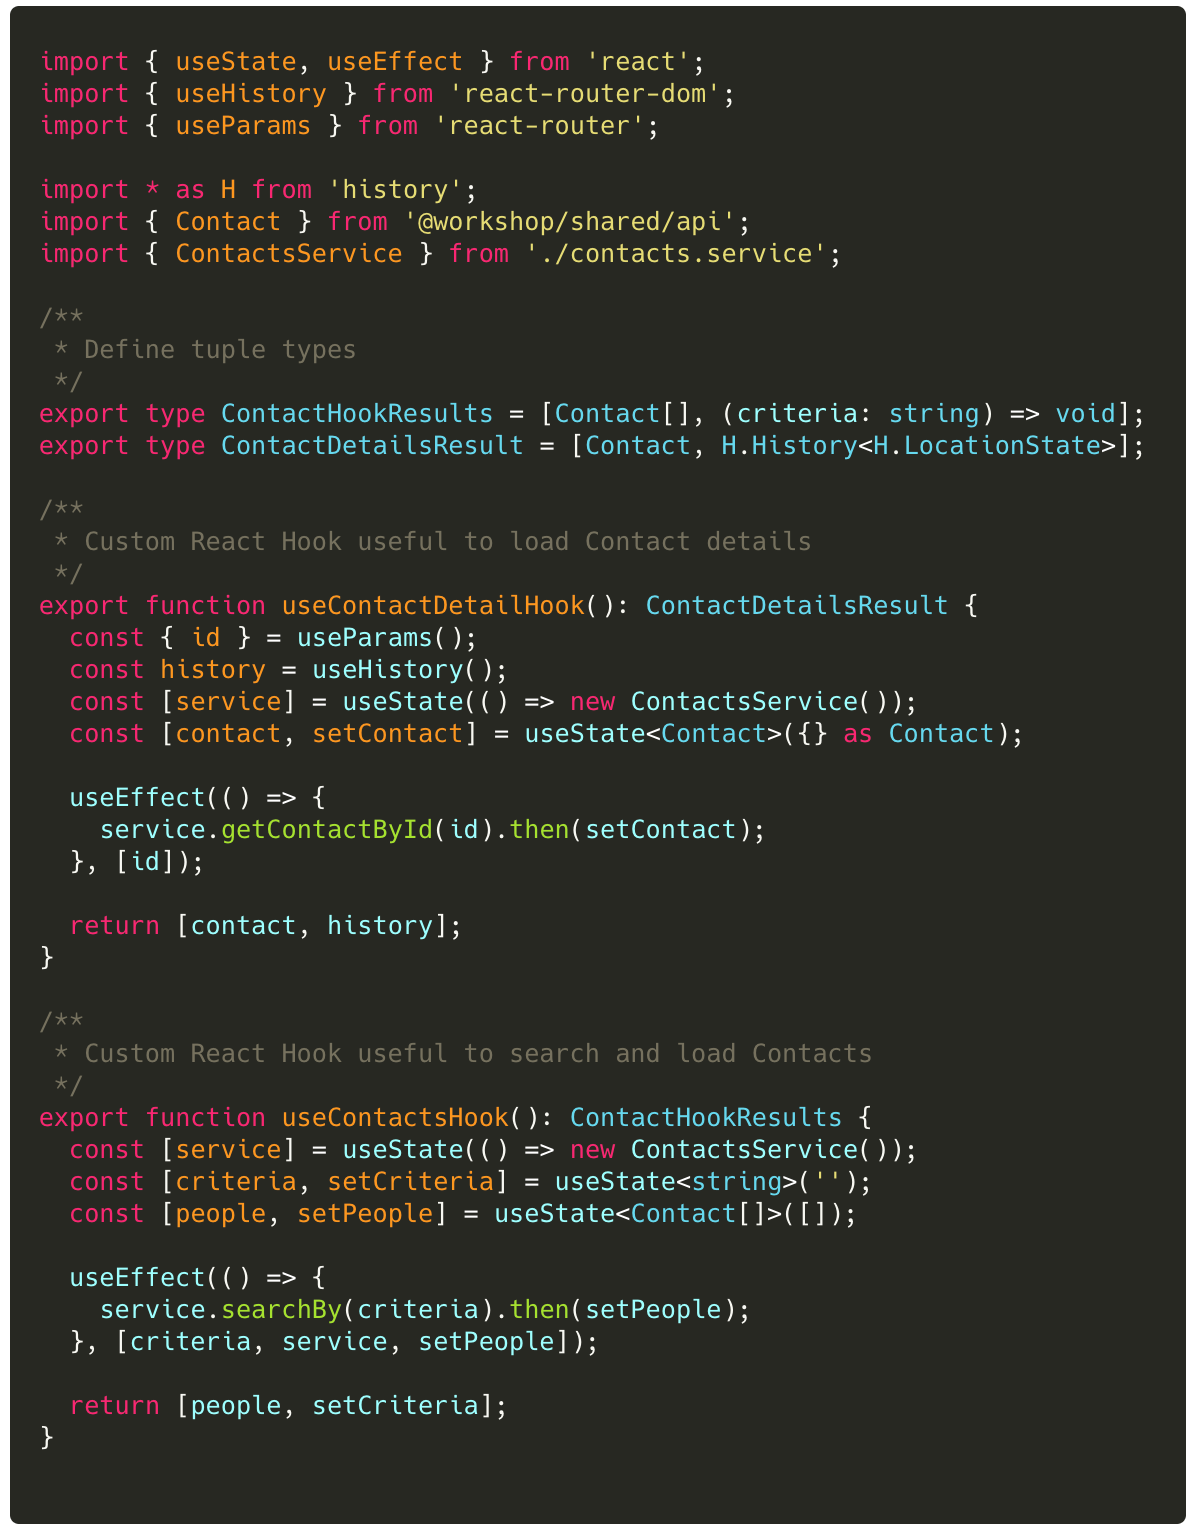 import { useState, useEffect } from 'react';
import { useHistory } from 'react-router-dom';
import { useParams } from 'react-router';

import * as H from 'history';
import { Contact } from '@workshop/shared/api';
import { ContactsService } from './contacts.service';

/**
 * Define tuple types
 */
export type ContactHookResults = [Contact[], (criteria: string) => void];
export type ContactDetailsResult = [Contact, H.History<H.LocationState>];

/**
 * Custom React Hook useful to load Contact details
 */
export function useContactDetailHook(): ContactDetailsResult {
  const { id } = useParams();
  const history = useHistory();
  const [service] = useState(() => new ContactsService());
  const [contact, setContact] = useState<Contact>({} as Contact);

  useEffect(() => {
    service.getContactById(id).then(setContact);
  }, [id]);

  return [contact, history];
}

/**
 * Custom React Hook useful to search and load Contacts
 */
export function useContactsHook(): ContactHookResults {
  const [service] = useState(() => new ContactsService());
  const [criteria, setCriteria] = useState<string>('');
  const [people, setPeople] = useState<Contact[]>([]);

  useEffect(() => {
    service.searchBy(criteria).then(setPeople);
  }, [criteria, service, setPeople]);

  return [people, setCriteria];
}